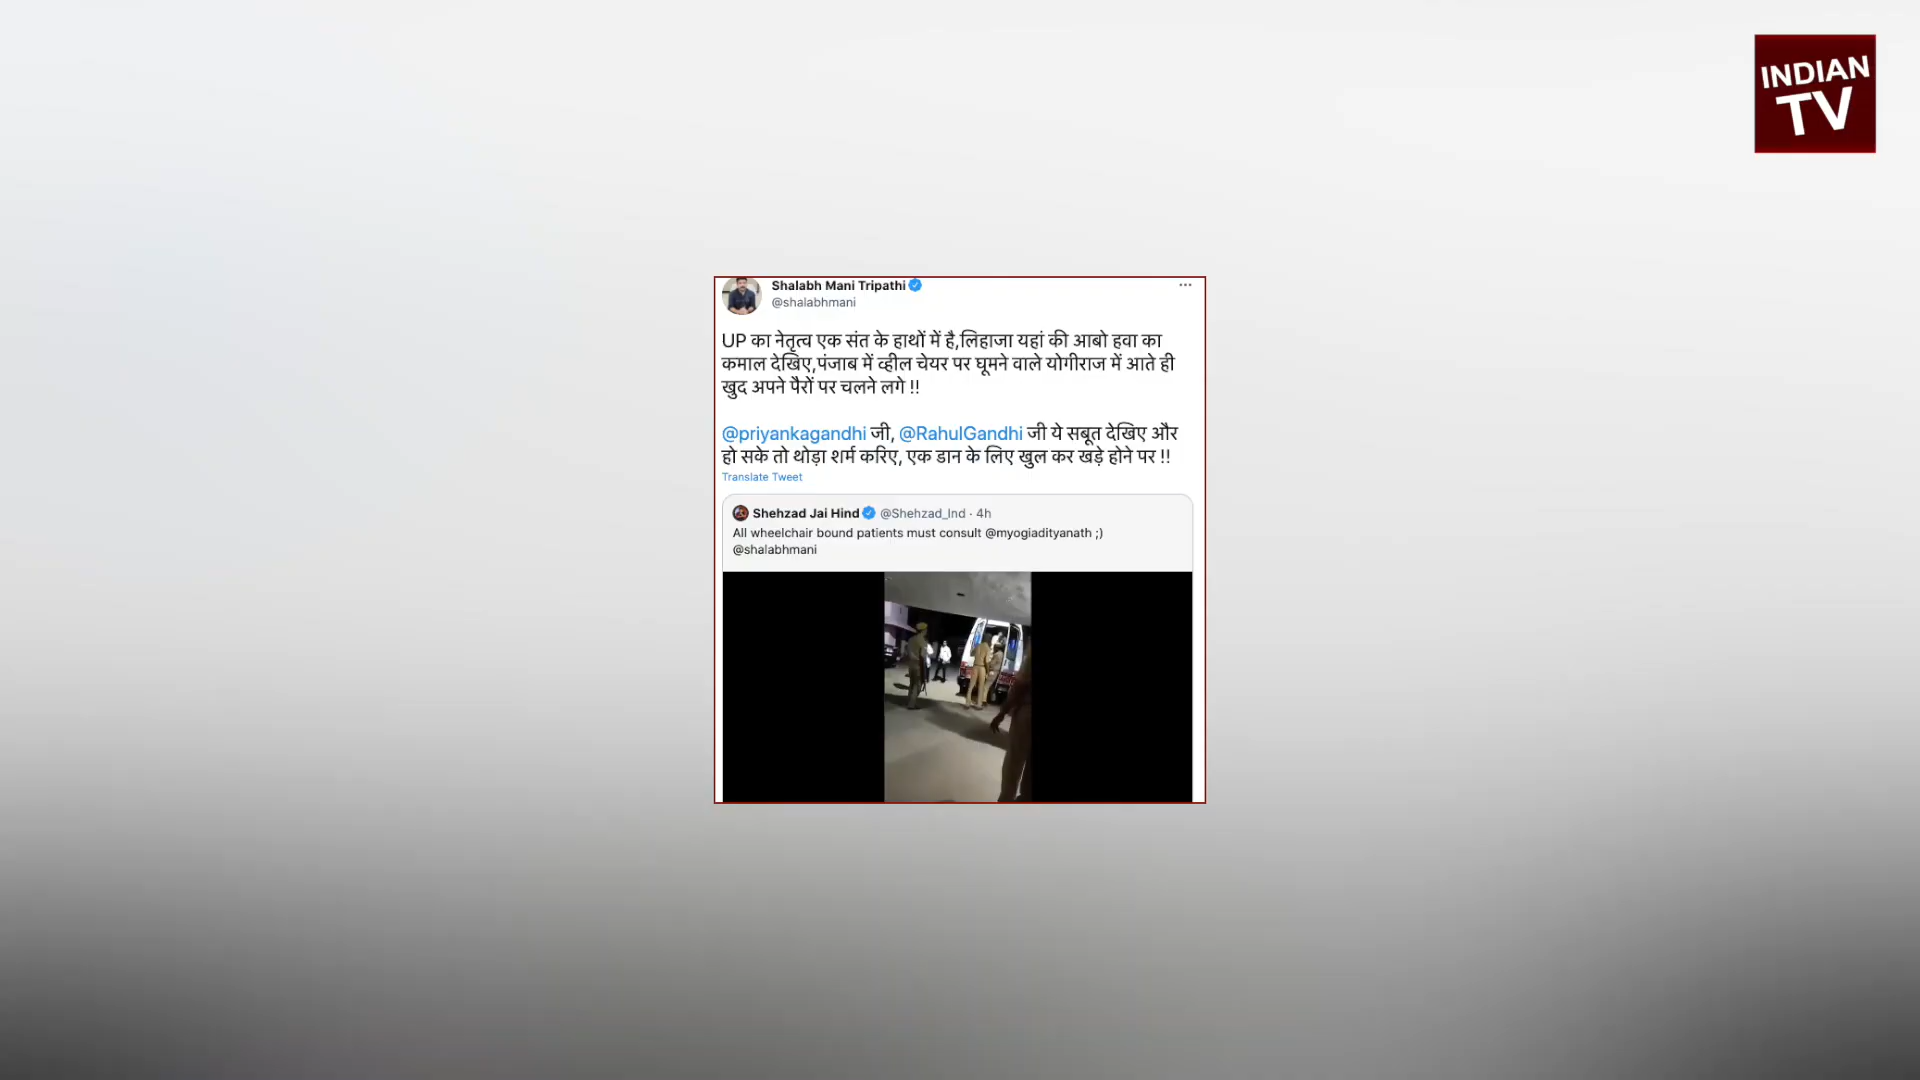 INDIAN
TV
Shalabh Mani Tripathi
@shalabhmani
UP का नेतृत्व एक संत के हाथों में है,लिहाजा यहां की आबो हवा का
कमाल देखिए,पंजाब में व्हील चेयर पर घूमने वाले योगीराज में आते ही
खुद अपने पैरों पर चलने लगे !!
@priyankagandhi जी, @RahulGandhi जी ये सबूत देखिए और
हो सके तो थोड़ा शर्म करिए, एक डान के लिए खुल कर खड़े होने पर !!
Translate Tweet
Shehzad Jai Hind @Shehzad_Ind · 4h
All wheelchair bound patients must consult @myogiadityanath ;)
@shalabhmani